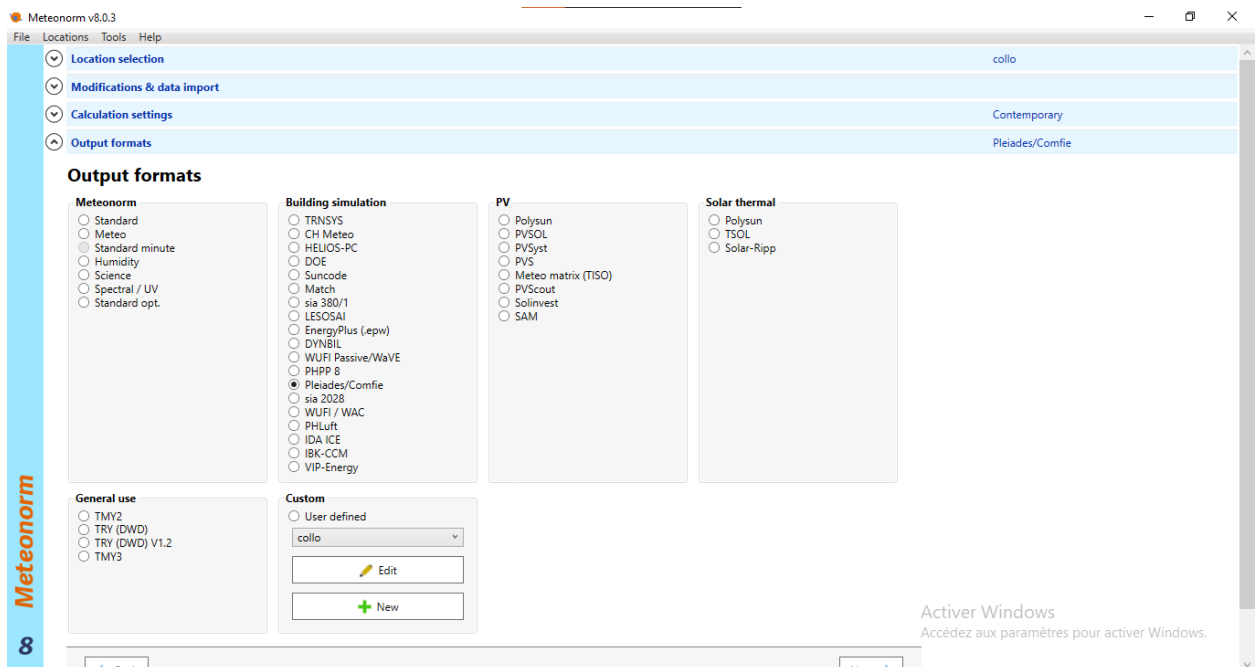 Meteonorm v8.0.3
File Locations Tools Help
Location selection collo
Modifications & data import
Calculation settings Contemporary
Output formats Pleiades/Comfie
Output formats
Meteonorm
Standard
Meteo
Standard minute
Humidity
Science
Spectral / UV
Standard opt.
Building simulation
TRNSYS
CH Meteo
HELIOS-PC
DOE
Suncode
Match
sia 380/1
LESOSAI
EnergyPlus (.epw)
DYNBIL
WUFI Passive/WaVE
PHPP 8
Pleiades/Comfie
sia 2028
WUFI / WAC
PHLuft
IDA ICE
IBK-CCM
VIP-Energy
PV
Polysun
PVSOL
PVSyst
PVS
Meteo matrix (TISO)
PVScout
Solinvest
SAM
Solar thermal
Polysun
TSOL
Solar-Ripp
General use
TMY2
TRY (DWD)
TRY (DWD) V1.2
TMY3
Custom
User defined
collo
Edit
New
Meteonorm
8
Activer Windows
Accédez aux paramètres pour activer Windows.